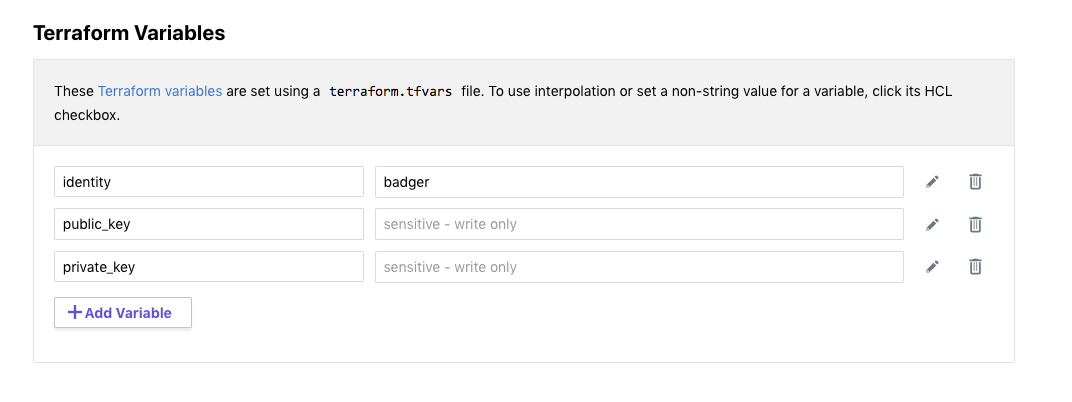 Terraform Variables
These Terraform variables are set using a terraform.tfvars file. To use interpolation or set a non-string value for a variable, click its HCL
checkbox.
identity badger
public_key sensitive - write only
private_key sensitive - write only
+ Add Variable